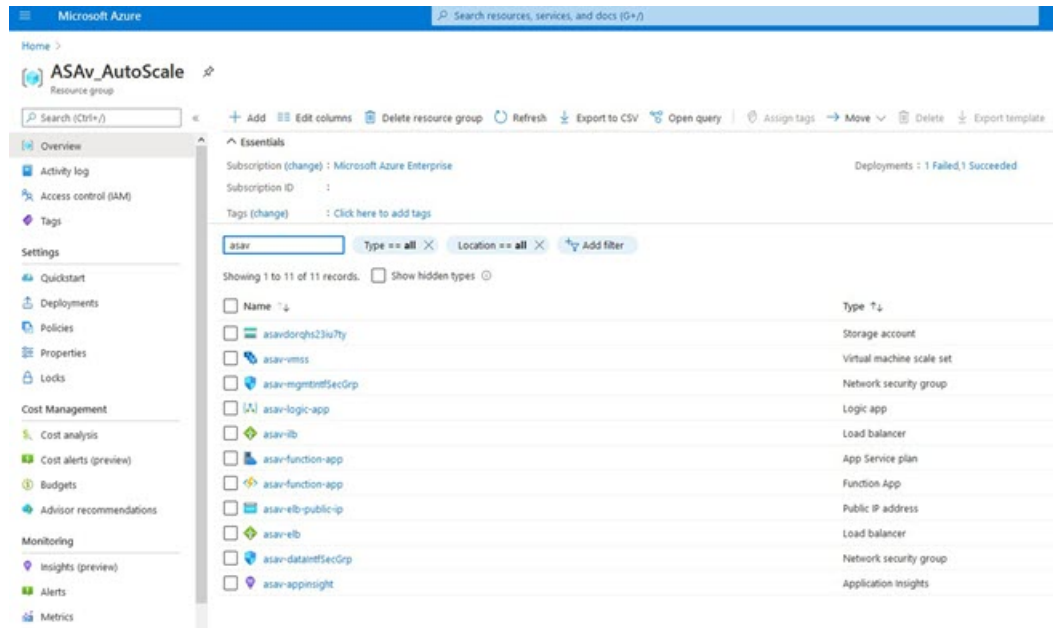 Microsoft Azure
Search resources, services, and docs (G+/)
Home >
ASAv_AutoScale
Resource group
Search (Ctrl+/)
«
Add Edit columns Delete resource group Refresh Export to CSV Open query Assign tags Move Delete Export template
Overview
Activity log
Access control (IAM)
Tags
Settings
Quickstart
Deployments
Policies
Properties
Locks
Cost Management
Cost analysis
Cost alerts (preview)
Budgets
Advisor recommendations
Monitoring
Insights (preview)
Alerts
Metrics
Essentials
Subscription (change) : Microsoft Azure Enterprise
Deployments : 1 Failed,1 Succeeded
Subscription ID :
Tags (change) : Click here to add tags
asav Type == all Location == all Add filter
Showing 1 to 11 of 11 records. Show hidden types
Name Type
asavdorqhs23iu7ty Storage account
asav-vmss Virtual machine scale set
asav-mgmtIntfSecGrp Network security group
asav-logic-app Logic app
asav-ilb Load balancer
asav-function-app App Service plan
asav-function-app Function App
asav-elb-public-ip Public IP address
asav-elb Load balancer
asav-dataIntfSecGrp Network security group
asav-appinsight Application Insights